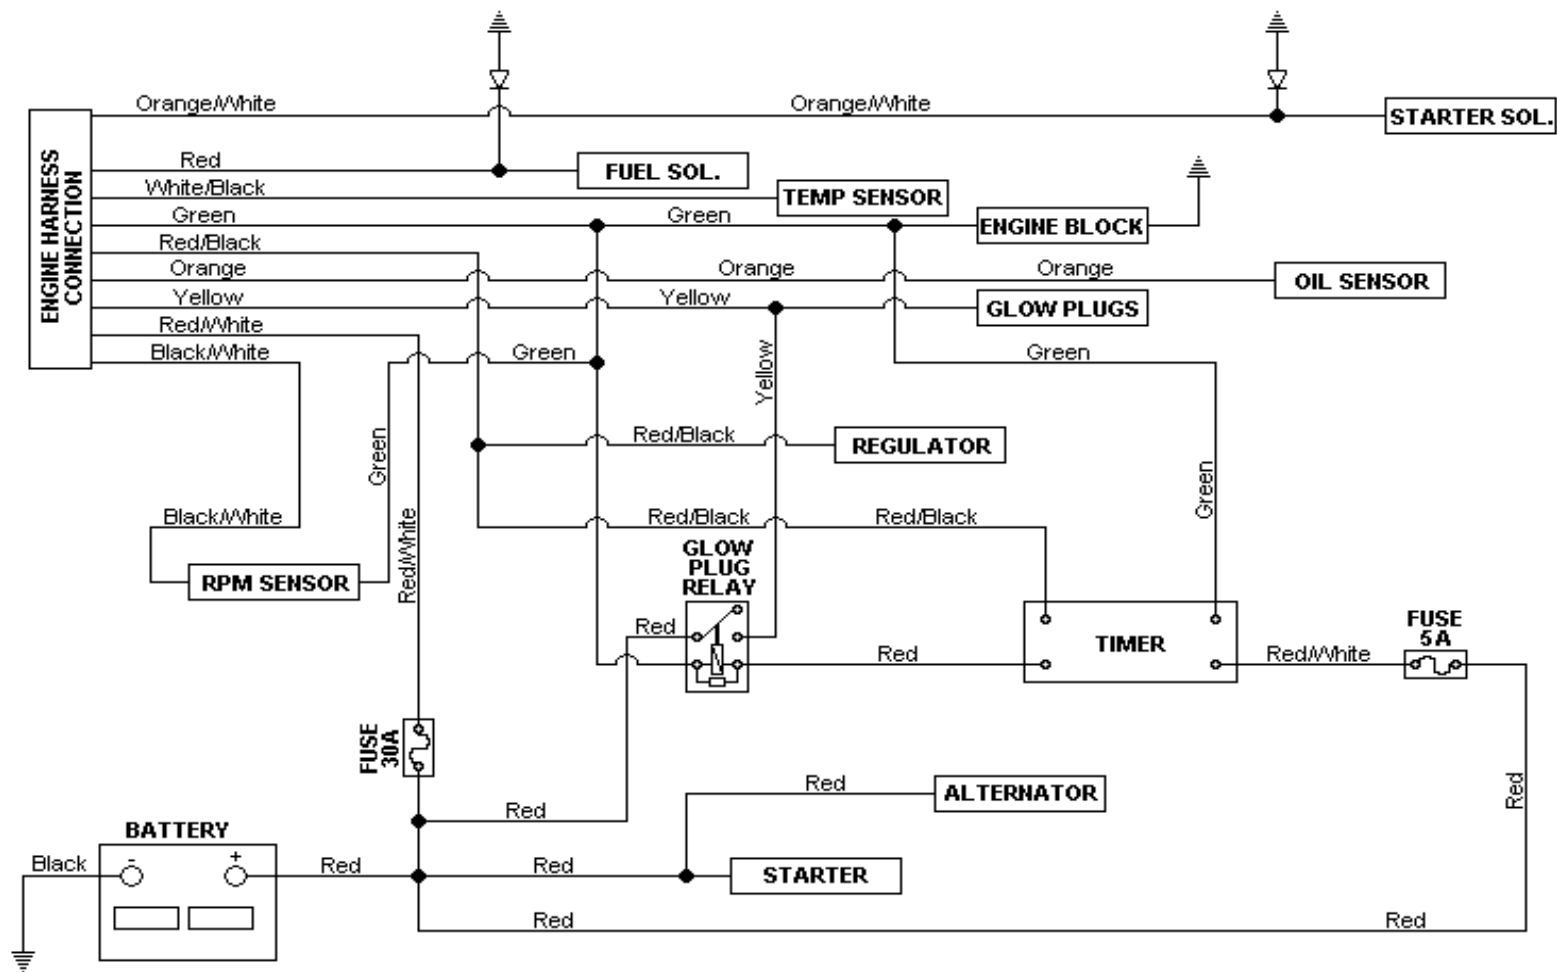 Orange/White
Orange/White
STARTER SOL.
ENGINE HARNESS
CONNECTION
Red
FUEL SOL.
White/Black
TEMP SENSOR
Green
Green
ENGINE BLOCK
Red/Black
Orange
Orange
Orange
OIL SENSOR
Yellow
Yellow
GLOW PLUGS
Red/White
Black/White
Green
Green
Yellow
Green
Red/Black
REGULATOR
Green
Black/White
Red/White
Red/Black
Red/Black
GLOW
PLUG
RELAY
RPM SENSOR
Red
Red
TIMER
Red/White
FUSE
5A
FUSE
30A
Red
Red
ALTERNATOR
Red
BATTERY
- +
Black
Red
Red
STARTER
Red
Red